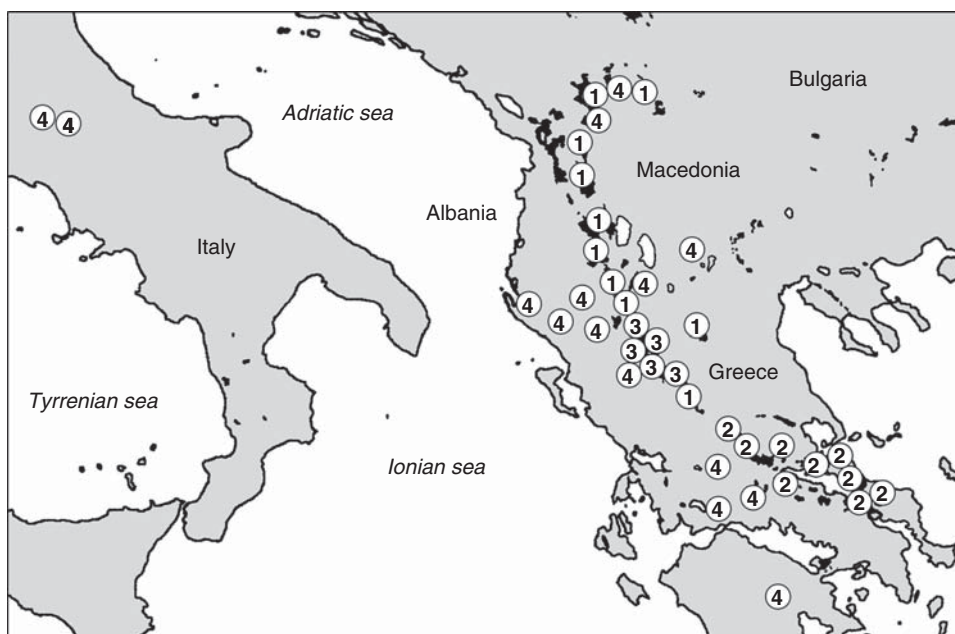 Bulgaria
1 4 1
Adriatic sea
4 4
4
1
Macedonia
1
Albania
1
Italy
1 4
1 4
4 4 1
4 4 3 1
3 3
3
Greece
4 3
1
Tyrrenian sea
2
2 2
2
Ionian sea
4 2
2 2
4 2 2
4
4